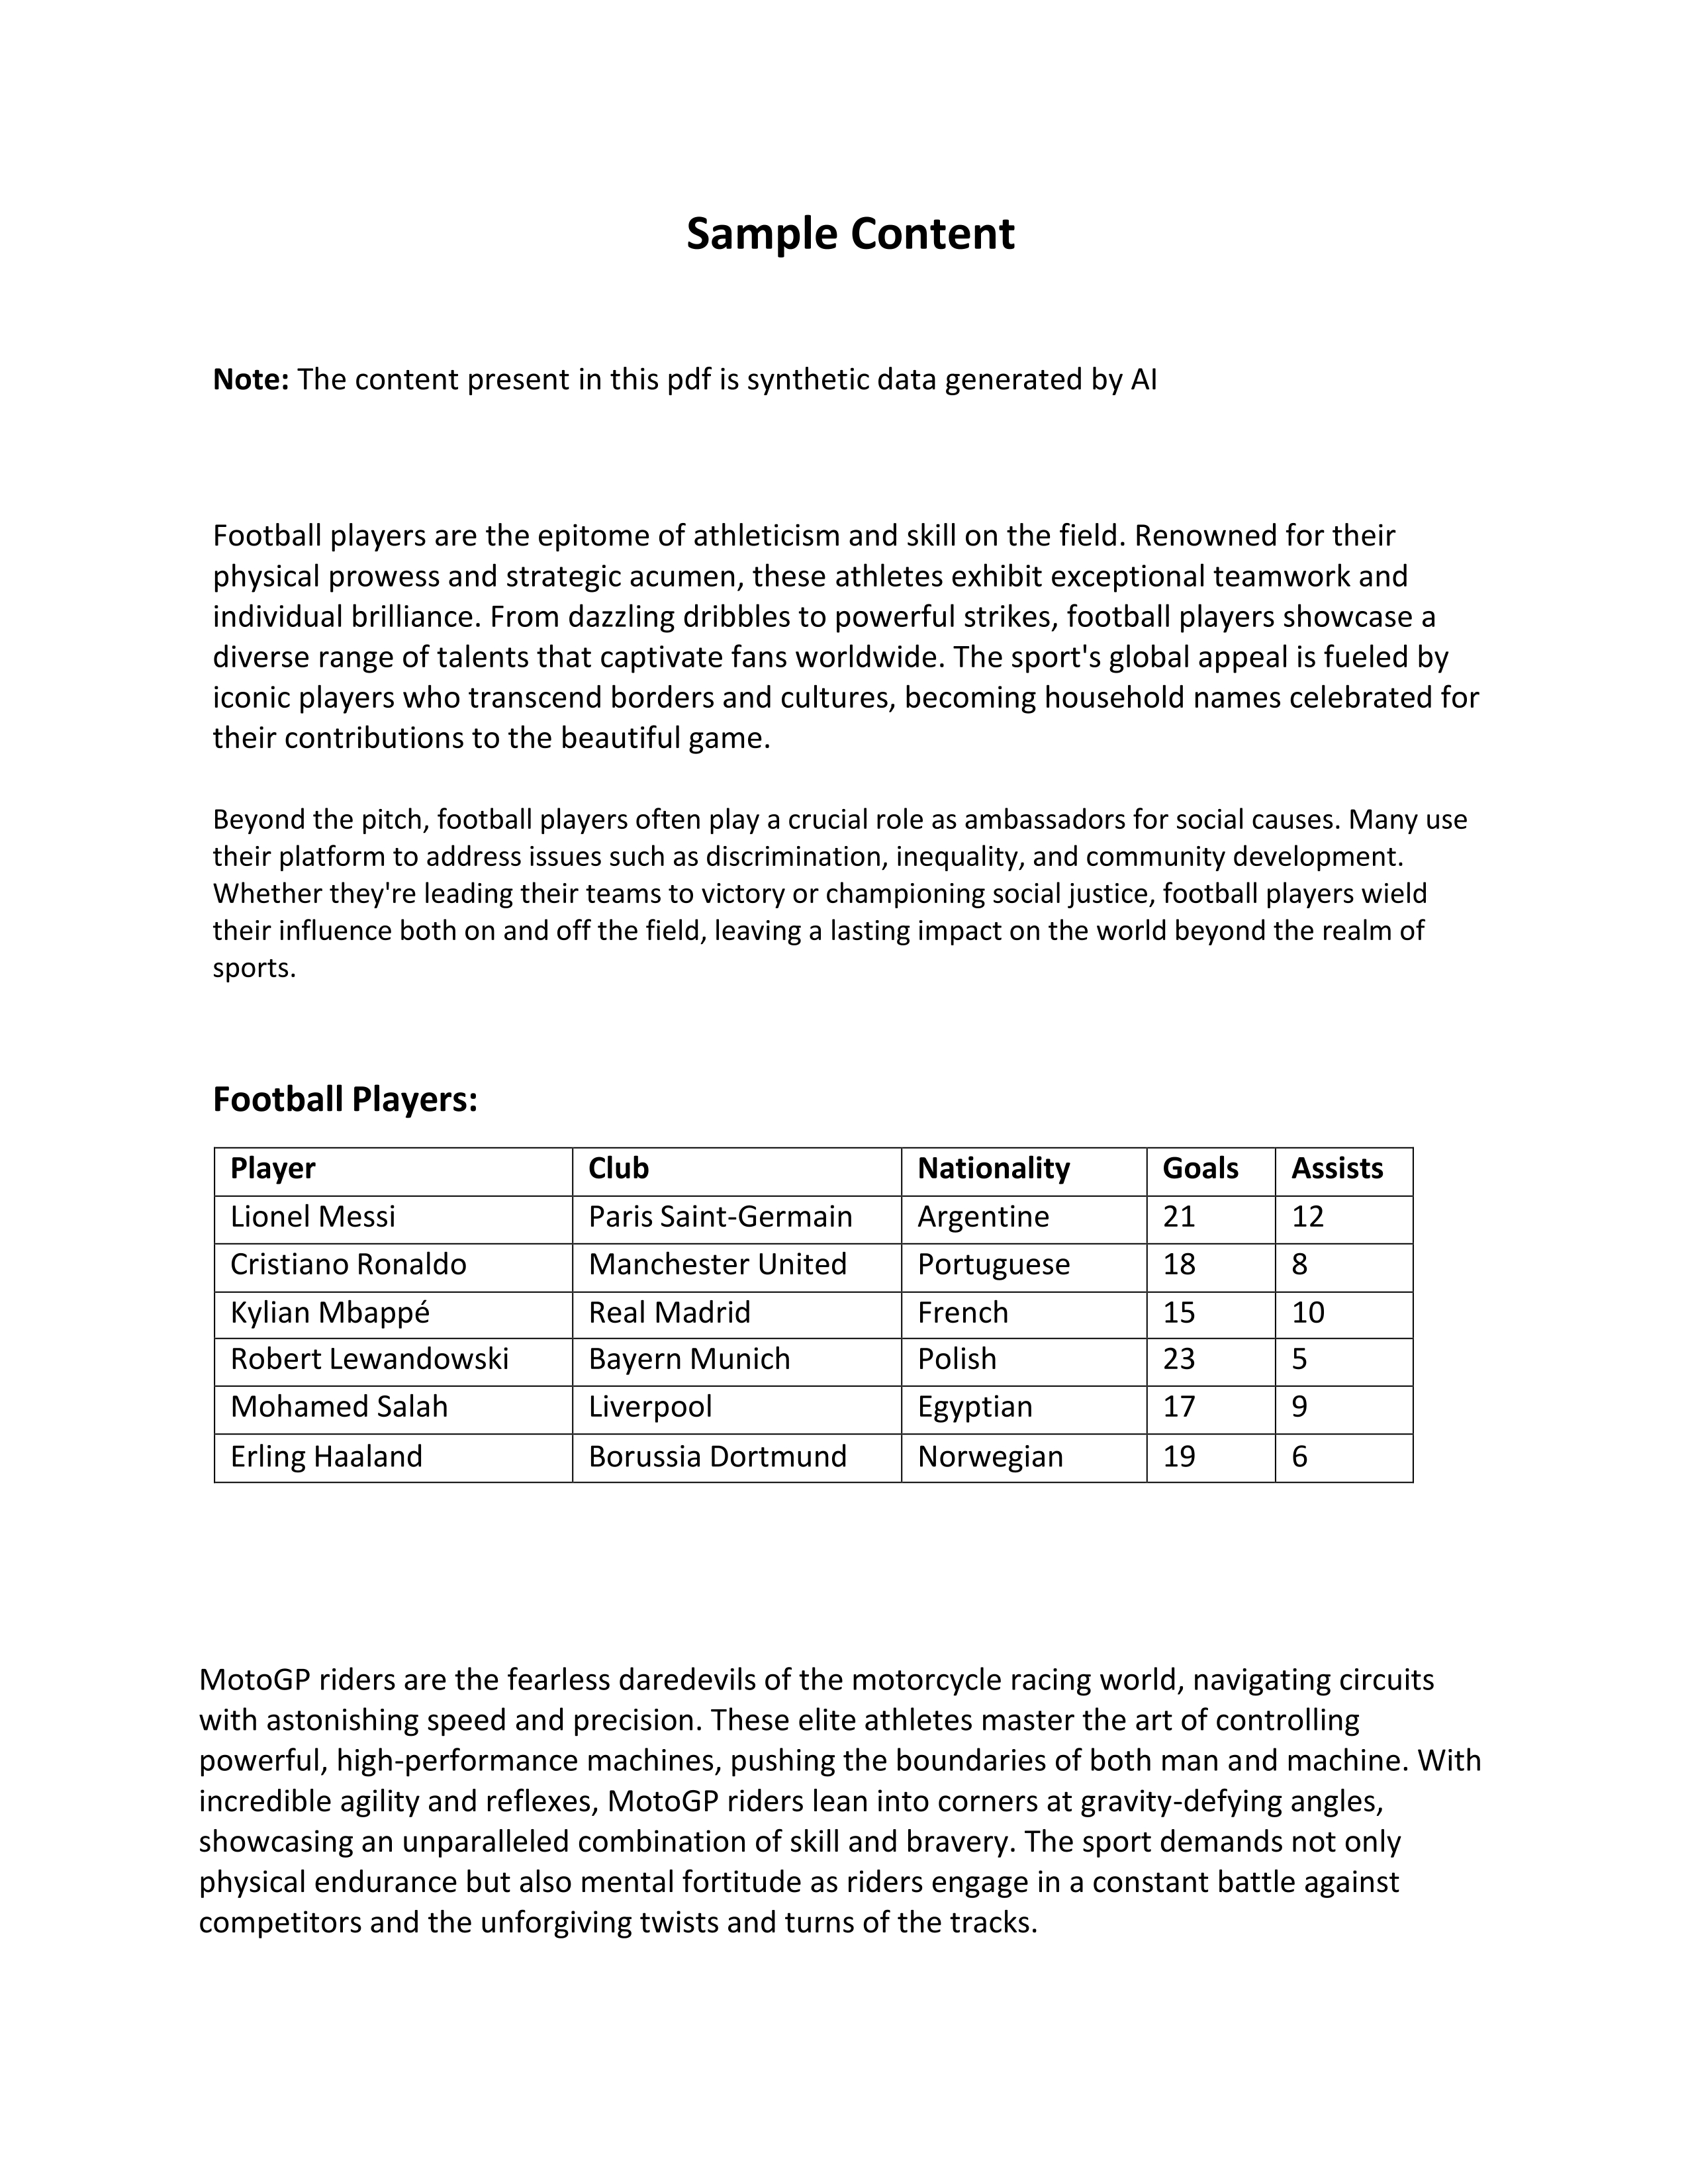 Sample Content
Note: The content present in this pdf is synthetic data generated by AI
Football players are the epitome of athleticism and skill on the field. Renowned for their
physical prowess and strategic acumen, these athletes exhibit exceptional teamwork and
individual brilliance. From dazzling dribbles to powerful strikes, football players showcase a
diverse range of talents that captivate fans worldwide. The sport's global appeal is fueled by
iconic players who transcend borders and cultures, becoming household names celebrated for
their contributions to the beautiful game.
Beyond the pitch, football players often play a crucial role as ambassadors for social causes. Many use
their platform to address issues such as discrimination, inequality, and community development.
Whether they're leading their teams to victory or championing social justice, football players wield
their influence both on and off the field, leaving a lasting impact on the world beyond the realm of
sports.
Football Players:
Player Club Nationality Goals Assists
Lionel Messi Paris Saint-Germain Argentine 21 12
Cristiano Ronaldo Manchester United Portuguese 18 8
Kylian Mbappé Real Madrid French 15 10
Robert Lewandowski Bayern Munich Polish 23 5
Mohamed Salah Liverpool Egyptian 17 9
Erling Haaland Borussia Dortmund Norwegian 19 6
MotoGP riders are the fearless daredevils of the motorcycle racing world, navigating circuits
with astonishing speed and precision. These elite athletes master the art of controlling
powerful, high-performance machines, pushing the boundaries of both man and machine. With
incredible agility and reflexes, MotoGP riders lean into corners at gravity-defying angles,
showcasing an unparalleled combination of skill and bravery. The sport demands not only
physical endurance but also mental fortitude as riders engage in a constant battle against
competitors and the unforgiving twists and turns of the tracks.